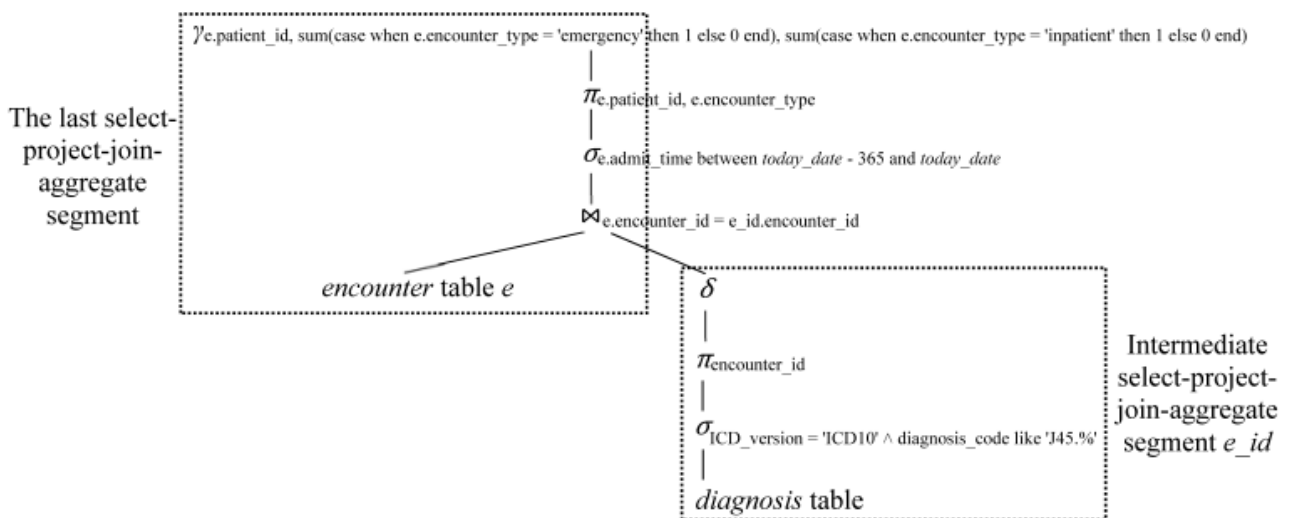 γe.patient_id, sum(case when e.encounter_type = 'emergency' then 1 else 0 end), sum(case when e.encounter_type = 'inpatient' then 1 else 0 end)
πe.patient_id, e.encounter_type
The last select-
project-join-
aggregate
segment
σe.admit_time between today_date - 365 and today_date
⋈e.encounter_id = e_id.encounter_id
encounter table e
δ
πencounter_id
σICD_version = 'ICD10' ∧ diagnosis_code like 'J45.%'
diagnosis table
Intermediate
select-project-
join-aggregate
segment e_id